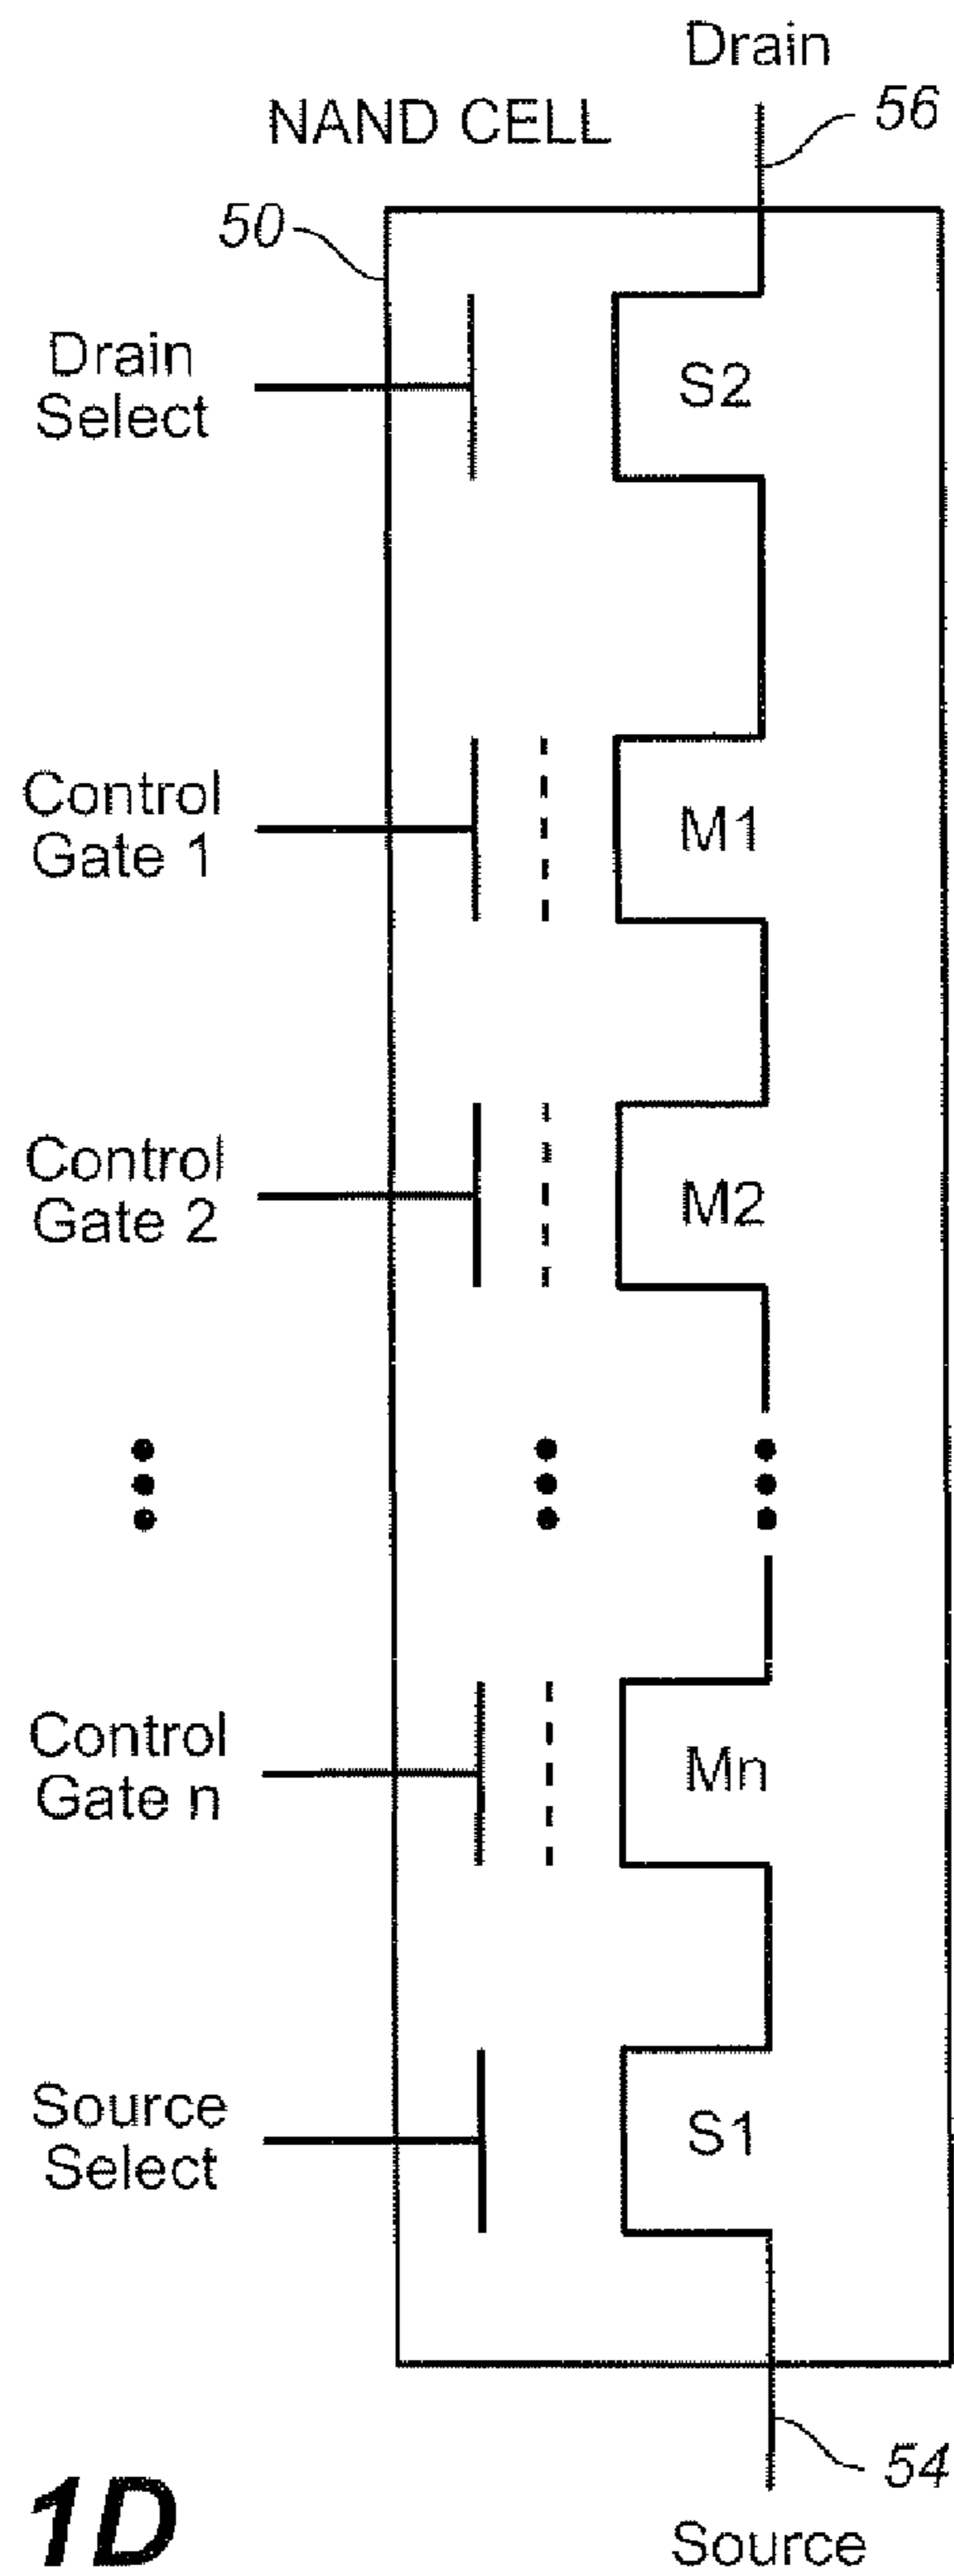 Drain
56
NAND CELL
50
Drain
Select
S2
Control
Gate 1
M1
Control
Gate 2
M2
Control
Gate n
Mn
Source
Select
S1
54
1D
Source